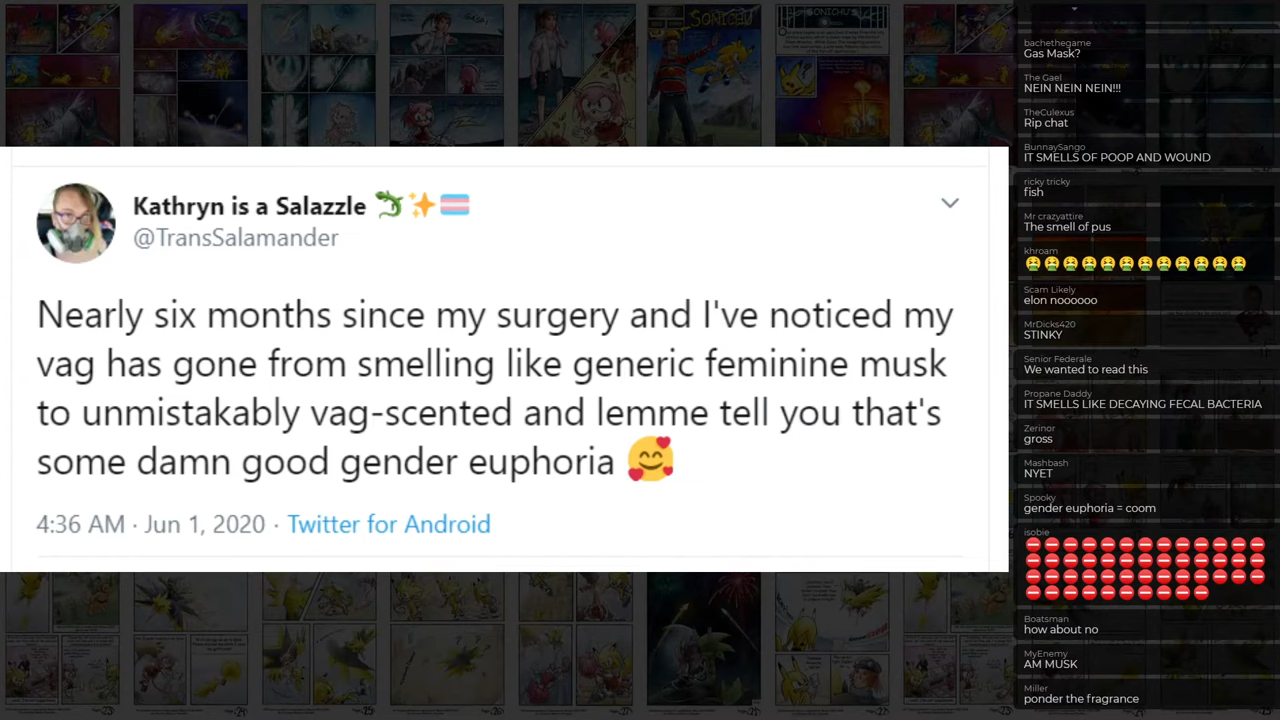 SONICHU
Kathryn is a Salazzle 🦎✨🏳️‍⚧️
@TransSalamander
Nearly six months since my surgery and I've noticed my
vag has gone from smelling like generic feminine musk
to unmistakably vag-scented and lemme tell you that's
some damn good gender euphoria 🥰
4:36 AM · Jun 1, 2020 · Twitter for Android
bachethegame
Gas Mask?
The Gael
NEIN NEIN NEIN!!!
TheCulexus
Rip chat
BunnaySango
IT SMELLS OF POOP AND WOUND
ricky tricky
fish
Mr crazyattire
The smell of pus
khroam
🤮🤮🤮🤮🤮🤮🤮🤮🤮🤮🤮🤮
Scam Likely
elon noooooo
MrDicks420
STINKY
Senior Federale
We wanted to read this
Propane Daddy
IT SMELLS LIKE DECAYING FECAL BACTERIA
Zerinor
gross
Mashbash
NYET
Spooky
gender euphoria = coom
isobie
⛔⛔⛔⛔⛔⛔⛔⛔⛔⛔⛔⛔⛔
⛔⛔⛔⛔⛔⛔⛔⛔⛔⛔⛔⛔⛔
⛔⛔⛔⛔⛔⛔⛔⛔⛔⛔⛔⛔⛔
⛔⛔⛔⛔⛔⛔⛔⛔⛔⛔
Boatsman
how about no
MyEnemy
AM MUSK
Miller
ponder the fragrance